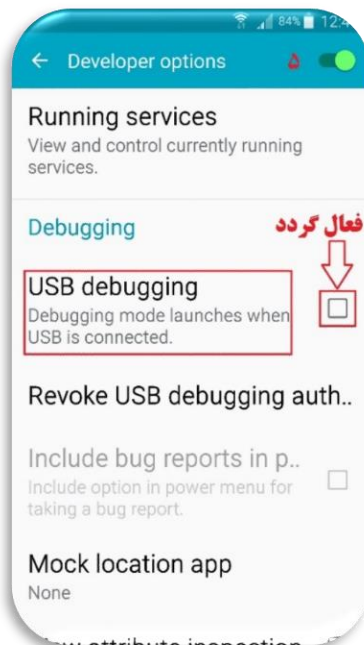 84% 12:4
Developer options ۵
Running services
View and control currently running
services.
Debugging
فعال گردد
USB debugging
Debugging mode launches when
USB is connected.
Revoke USB debugging auth..
Include bug reports in p..
Include option in power menu for
taking a bug report.
Mock location app
None
attribute inspection